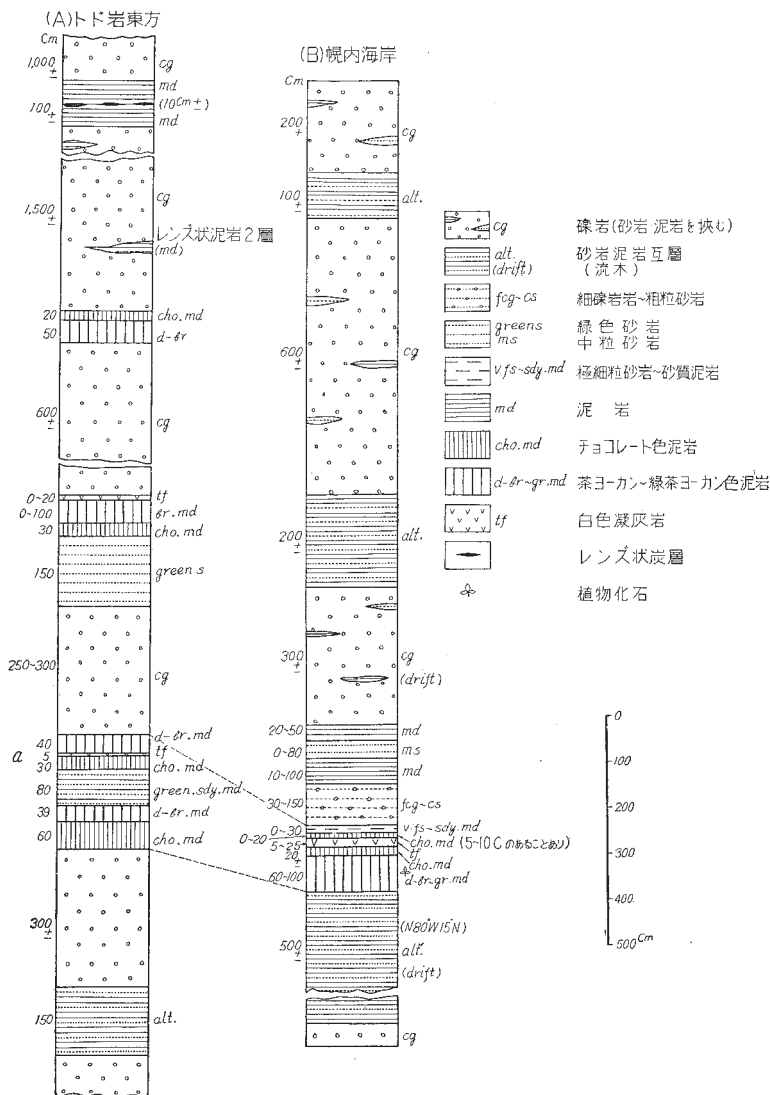 (A)トド岩東方
Cm
1,000±
cg
md
(10cm±)
100±
md
1,500±
cg
レンズ状泥岩2層
(md)
20
cho.md
50
d-br
600±
cg
0~20
tf
0~100
br.md
30
cho.md
150
green s
250~300
cg
d-br.md
40
tf
a
5
30
cho.md
80
green.sdy.md
39
d-br.md
60
cho.md
300±
150
alt.
(B)幌内海岸
Cm
200±
cg
100±
alt.
600±
cg
200±
alt.
300±
cg
(drift)
20~50
md
0~80
ms
10~100
md
30~150
fcg~cs
0~30
v.fs~sdy.md
0~20
cho.md (5~10Cのあることあり)
5~25
tf
20±
cho.md
60~100
d-br~gr.md
(N80°W15°N)
500±
alt.
(drift)
cg
cg 礫岩(砂岩 泥岩を挟む)
alt. 砂岩泥岩互層
(drift) (流木)
fcg~cs 細礫岩岩~粗粒砂岩
greens 緑色砂岩
ms 中粒砂岩
v.fs~sdy.md 極細粒砂岩~砂質泥岩
md 泥岩
cho.md チョコレート色泥岩
d-br~gr.md 茶ヨーカン~緑茶ヨーカン色泥岩
tf 白色凝灰岩
レンズ状炭層
植物化石
0
100
200
300
400
500 Cm